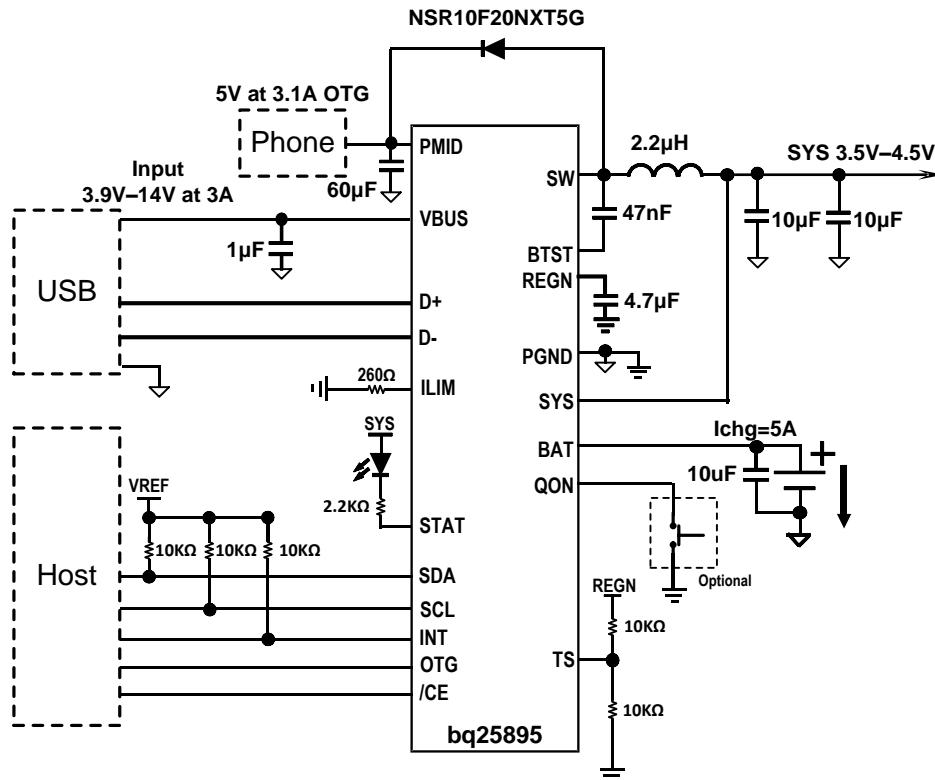 NSR10F20NXT5G
5V at 3.1A OTG
Phone
PMID
60µF
2.2µH
SYS 3.5V–4.5V
SW
Input
3.9V–14V at 3A
VBUS
1µF
47nF
10µF
10µF
BTST
REGN
USB
D+
4.7µF
D-
PGND
260Ω
ILIM
SYS
SYS
BAT
Ichg=5A
+
10uF
QON
VREF
2.2KΩ
STAT
10KΩ
10KΩ
10KΩ
Host
SDA
Optional
REGN
SCL
10KΩ
INT
OTG
TS
/CE
10KΩ
bq25895